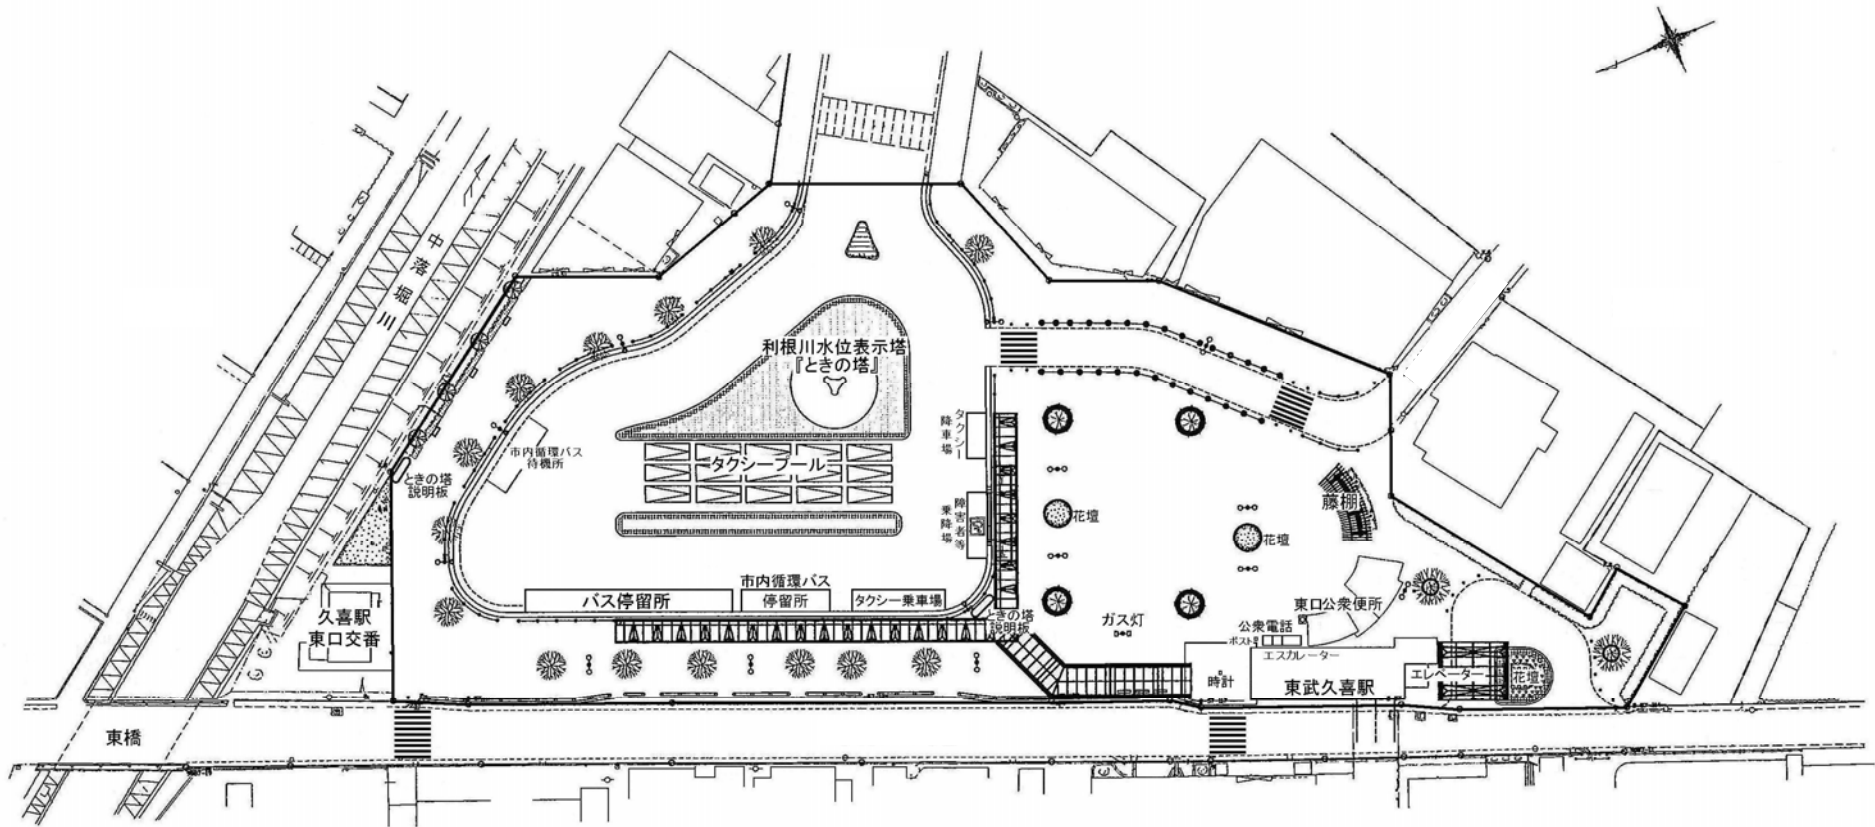 中落堀川
利根川水位表示塔
『ときの塔』
タクシー
降車場
市内循環バス
待機所
タクシープール
ときの塔
説明板
藤棚
障害者等
乗降場
花壇
花壇
市内循環バス
バス停留所
停留所
タクシー乗車場
久喜駅
東口交番
ときの塔
説明板
ガス灯
東口公衆便所
公衆電話
ポスト
エスカレーター
エレベーター
花壇
時計
東武久喜駅
東橋